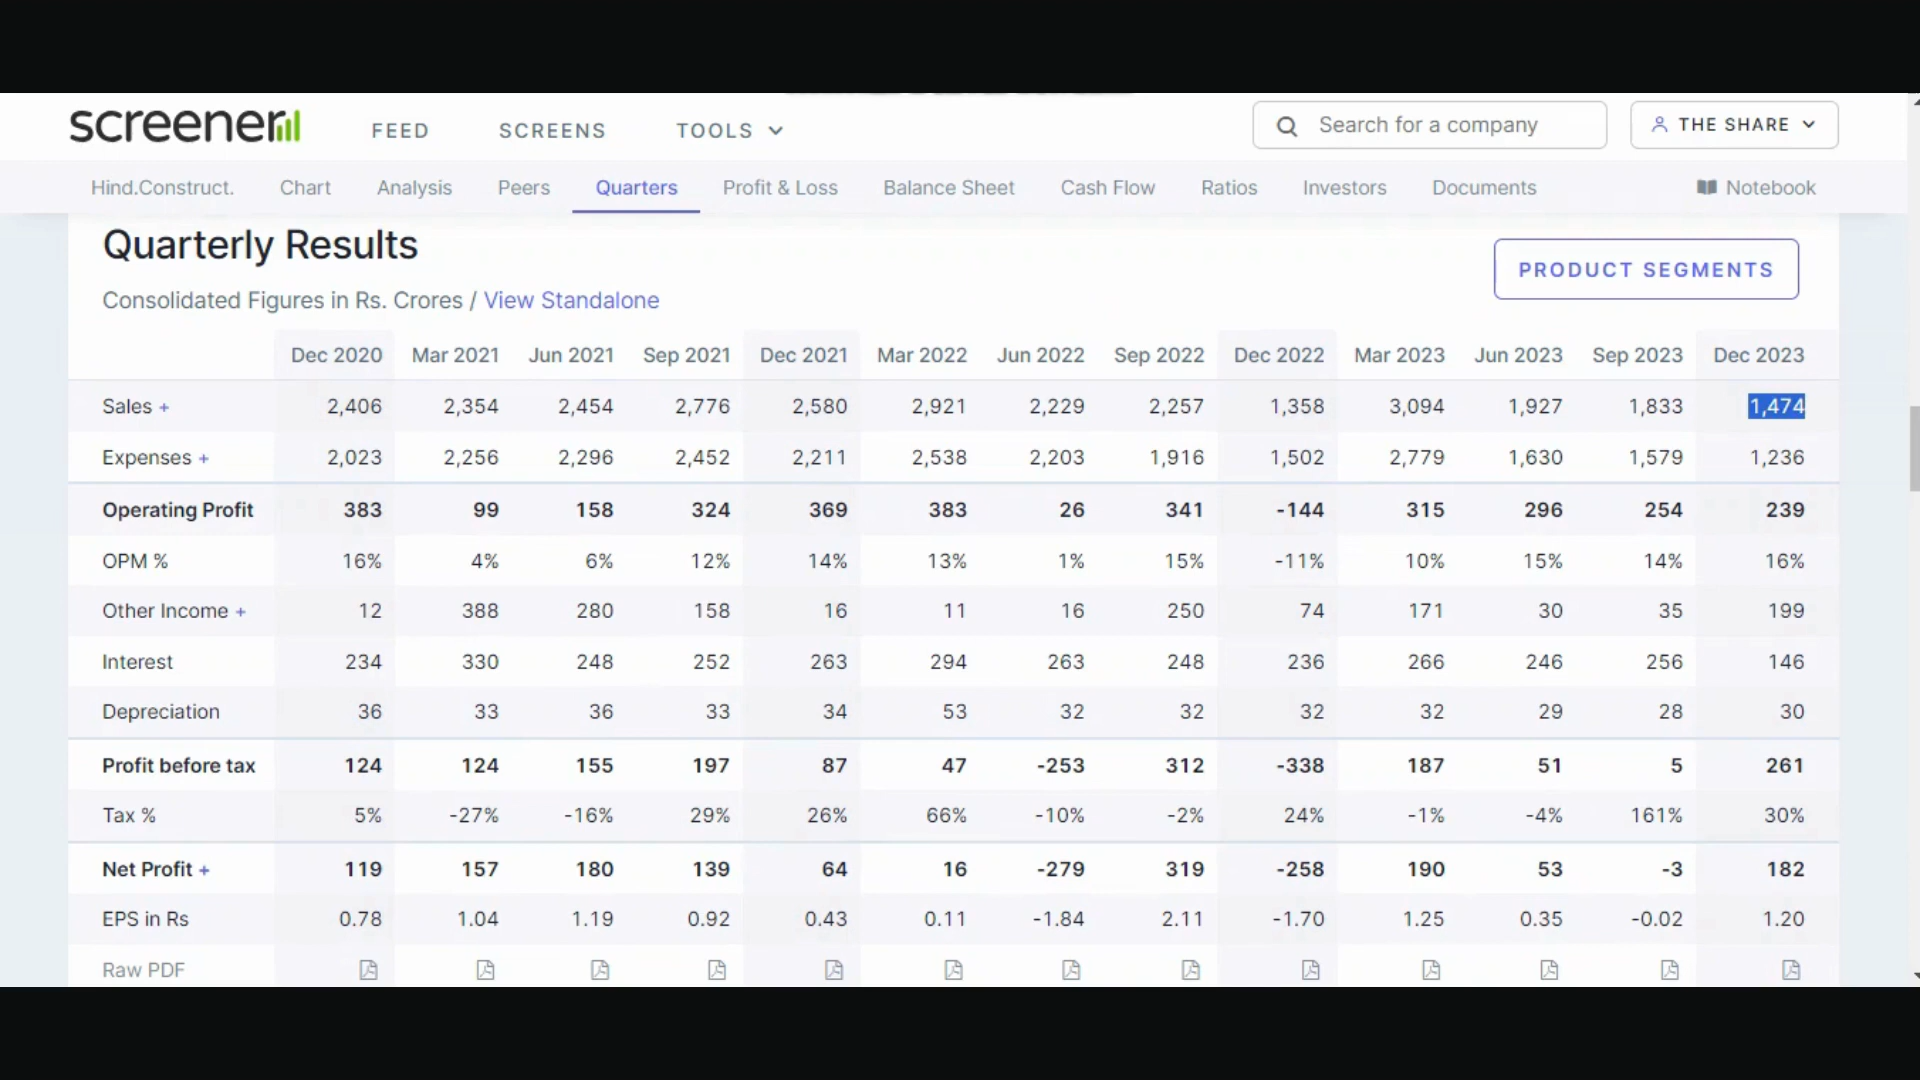 screener FEED SCREENS TOOLS Search for a company THE SHARE
Hind.Construct. Chart Analysis Peers Quarters Profit & Loss Balance Sheet Cash Flow Ratios Investors Documents Notebook
Quarterly Results
PRODUCT SEGMENTS
Consolidated Figures in Rs. Crores / View Standalone
Dec 2020 Mar 2021 Jun 2021 Sep 2021 Dec 2021 Mar 2022 Jun 2022 Sep 2022 Dec 2022 Mar 2023 Jun 2023 Sep 2023 Dec 2023
Sales + 2,406 2,354 2,454 2,776 2,580 2,921 2,229 2,257 1,358 3,094 1,927 1,833 1,474
Expenses + 2,023 2,256 2,296 2,452 2,211 2,538 2,203 1,916 1,502 2,779 1,630 1,579 1,236
Operating Profit 383 99 158 324 369 383 26 341 -144 315 296 254 239
OPM % 16% 4% 6% 12% 14% 13% 1% 15% -11% 10% 15% 14% 16%
Other Income + 12 388 280 158 16 11 16 250 74 171 30 35 199
Interest 234 330 248 252 263 294 263 248 236 266 246 256 146
Depreciation 36 33 36 33 34 53 32 32 32 32 29 28 30
Profit before tax 124 124 155 197 87 47 -253 312 -338 187 51 5 261
Tax % 5% -27% -16% 29% 26% 66% -10% -2% 24% -1% -4% 161% 30%
Net Profit + 119 157 180 139 64 16 -279 319 -258 190 53 -3 182
EPS in Rs 0.78 1.04 1.19 0.92 0.43 0.11 -1.84 2.11 -1.70 1.25 0.35 -0.02 1.20
Raw PDF